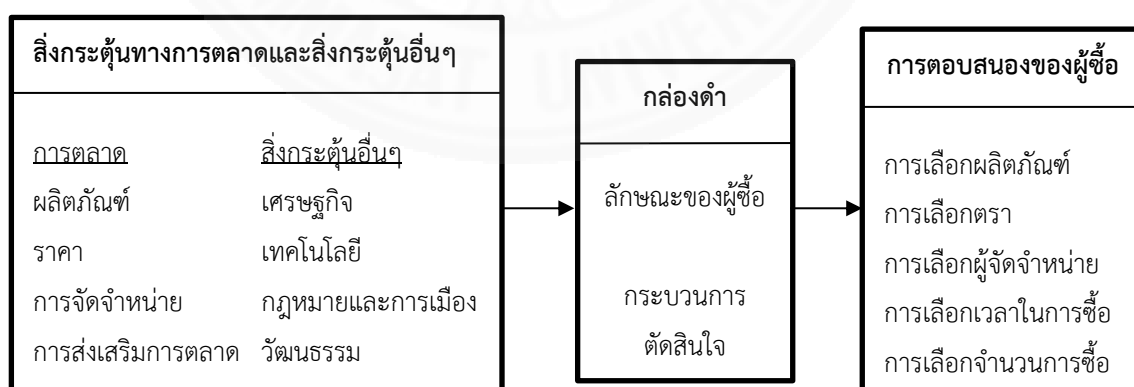 สิ่งกระตุ้นทางการตลาดและสิ่งกระตุ้นอื่นๆ
การตลาด สิ่งกระตุ้นอื่นๆ
ผลิตภัณฑ์ เศรษฐกิจ
ราคา เทคโนโลยี
การจัดจำหน่าย กฎหมายและการเมือง
การส่งเสริมการตลาด วัฒนธรรม
กล่องดำ
ลักษณะของผู้ซื้อ
กระบวนการ
ตัดสินใจ
การตอบสนองของผู้ซื้อ
การเลือกผลิตภัณฑ์
การเลือกตรา
การเลือกผู้จัดจำหน่าย
การเลือกเวลาในการซื้อ
การเลือกจำนวนการซื้อ